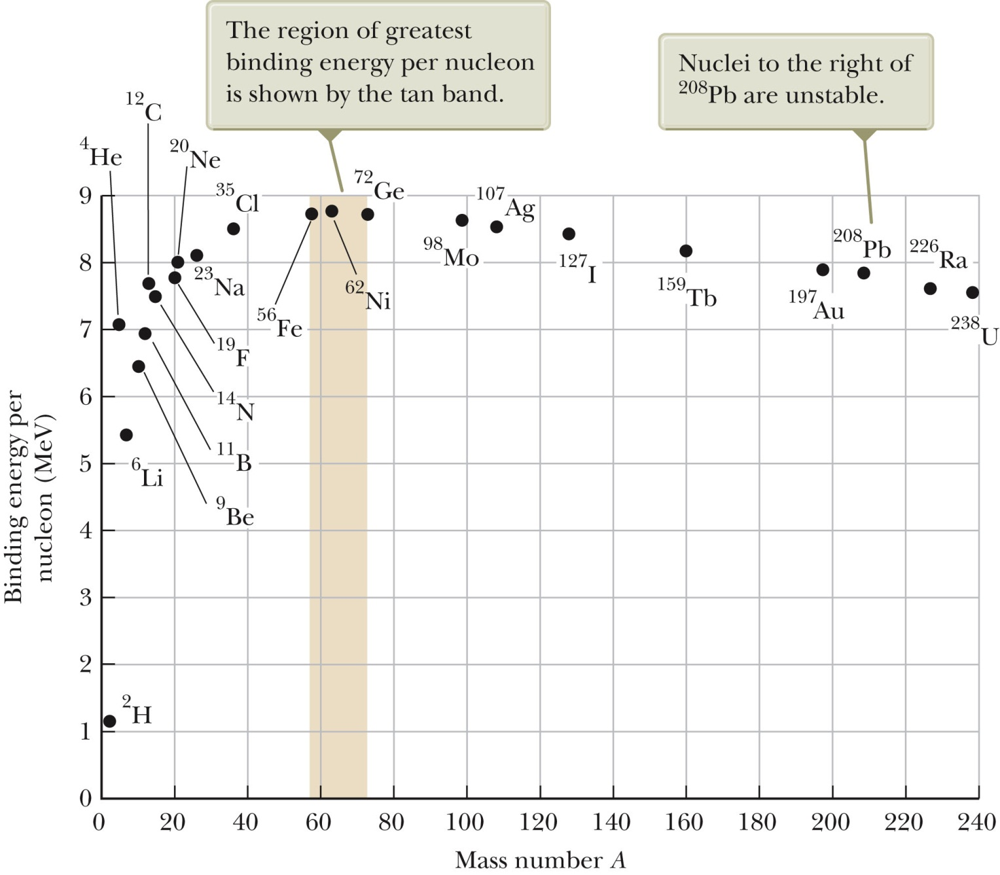 The region of greatest
binding energy per nucleon
is shown by the tan band.
Nuclei to the right of
²⁰⁸Pb are unstable.
¹²C
⁴He
²⁰Ne
³⁵Cl
⁷²Ge
¹⁰⁷Ag
⁹⁸Mo
¹²⁷I
²⁰⁸Pb
²²⁶Ra
²³Na
⁶²Ni
⁵⁶Fe
¹⁵⁹Tb
¹⁹⁷Au
²³⁸U
¹⁹F
¹⁴N
¹¹B
⁶Li
⁹Be
²H
9
8
7
6
5
4
3
2
1
0
Binding energy per
nucleon (MeV)
0 20 40 60 80 100 120 140 160 180 200 220 240
Mass number A